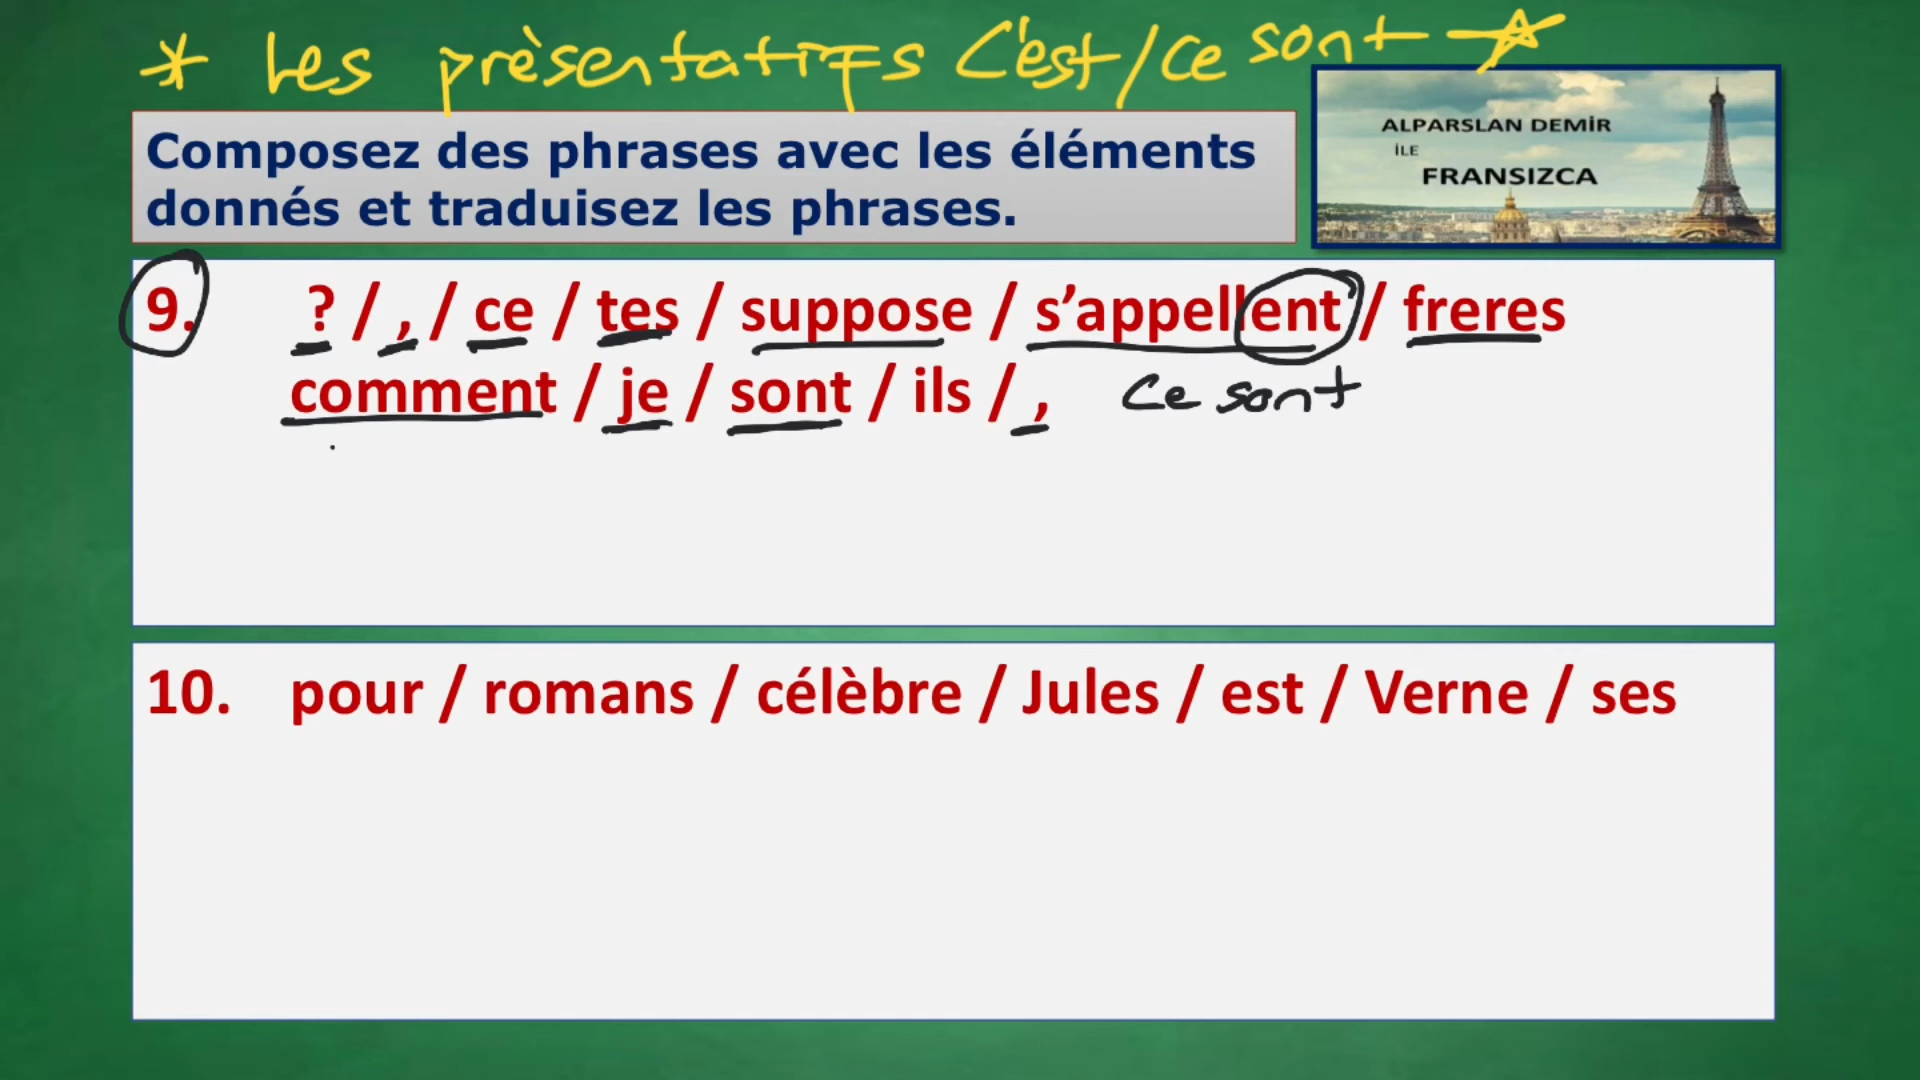 * Les prèsentatifs C'est/ce sont
Composez des phrases avec les éléments
donnés et traduisez les phrases.
ALPARSLAN DEMİR
İLE
FRANSIZCA
9. ? / , / ce / tes / suppose / s’appellent / freres
comment / je / sont / ils / , ce sont
10. pour / romans / célèbre / Jules / est / Verne / ses